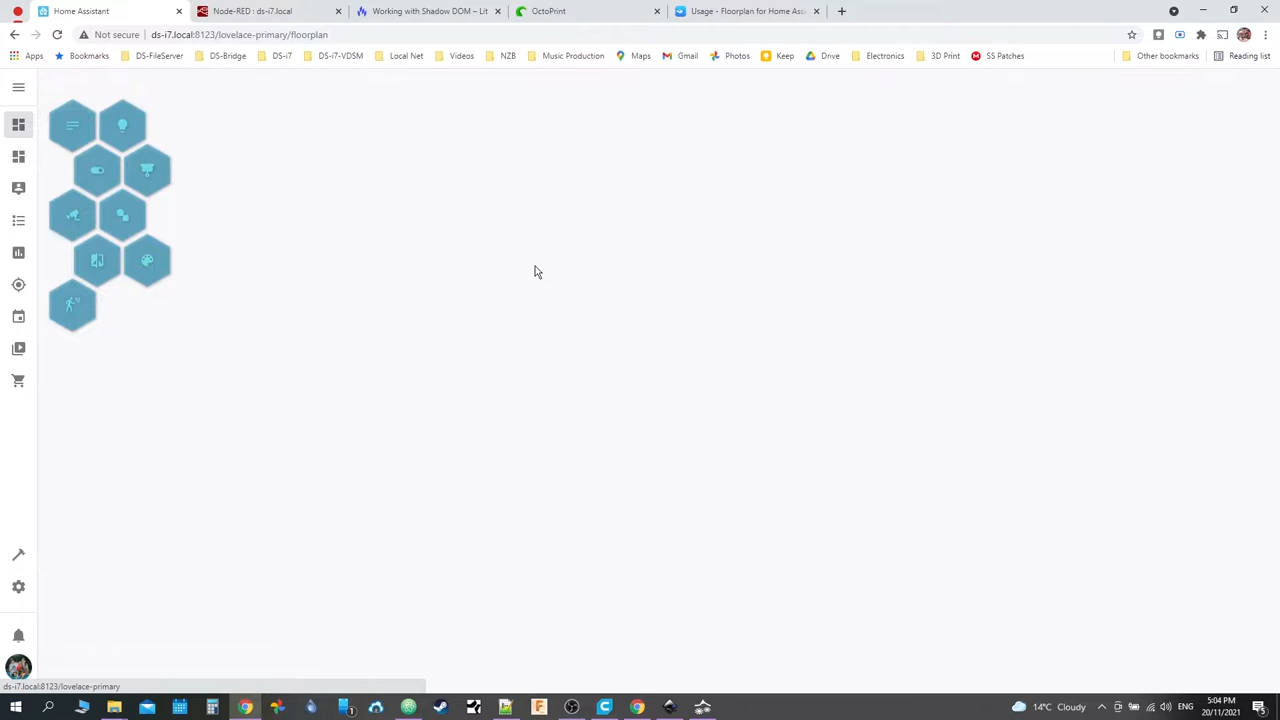 Home Assistant
Node-RED : ds-i7.local
Working with Shadow DOM – Lit
OctoPrint
Usage - Floorplan for Home Assi
Not secure
ds-i7.local:8123/lovelace-primary/floorplan
Apps
Bookmarks
DS-FileServer
DS-Bridge
DS-i7
DS-i7-VDSM
Local Net
Videos
NZB
Music Production
Maps
Gmail
Photos
Keep
Drive
Electronics
3D Print
SS Patches
Other bookmarks
Reading list
ds-i7.local:8123/lovelace-primary
14°C Cloudy
ENG
5:04 PM
20/11/2021